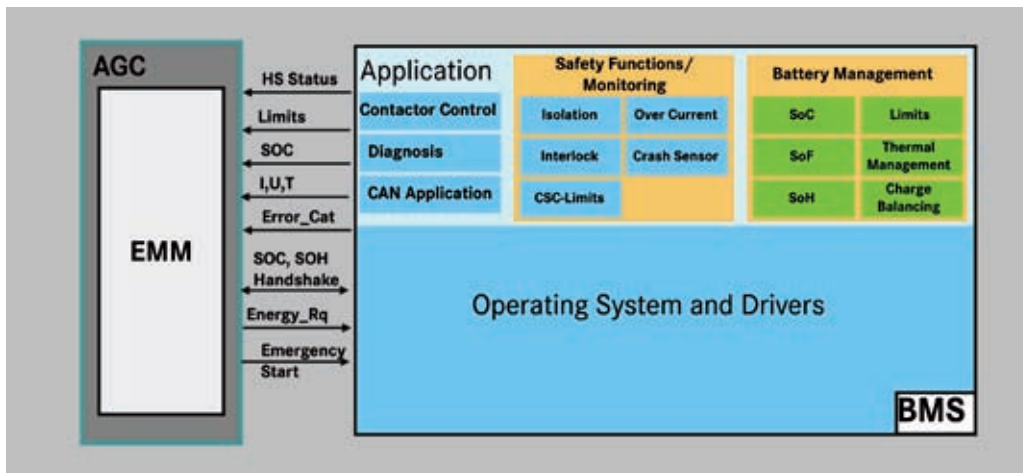 AGC
EMM
HS Status
Limits
SOC
I,U,T
Error_Cat
SOC, SOH
Handshake
Energy_Rq
Emergency
Start
Application
Contactor Control
Diagnosis
CAN Application
Safety Functions/
Monitoring
Isolation
Over Current
Interlock
Crash Sensor
CSC-Limits
Battery Management
SoC
Limits
SoF
Thermal
Management
SoH
Charge
Balancing
Operating System and Drivers
BMS